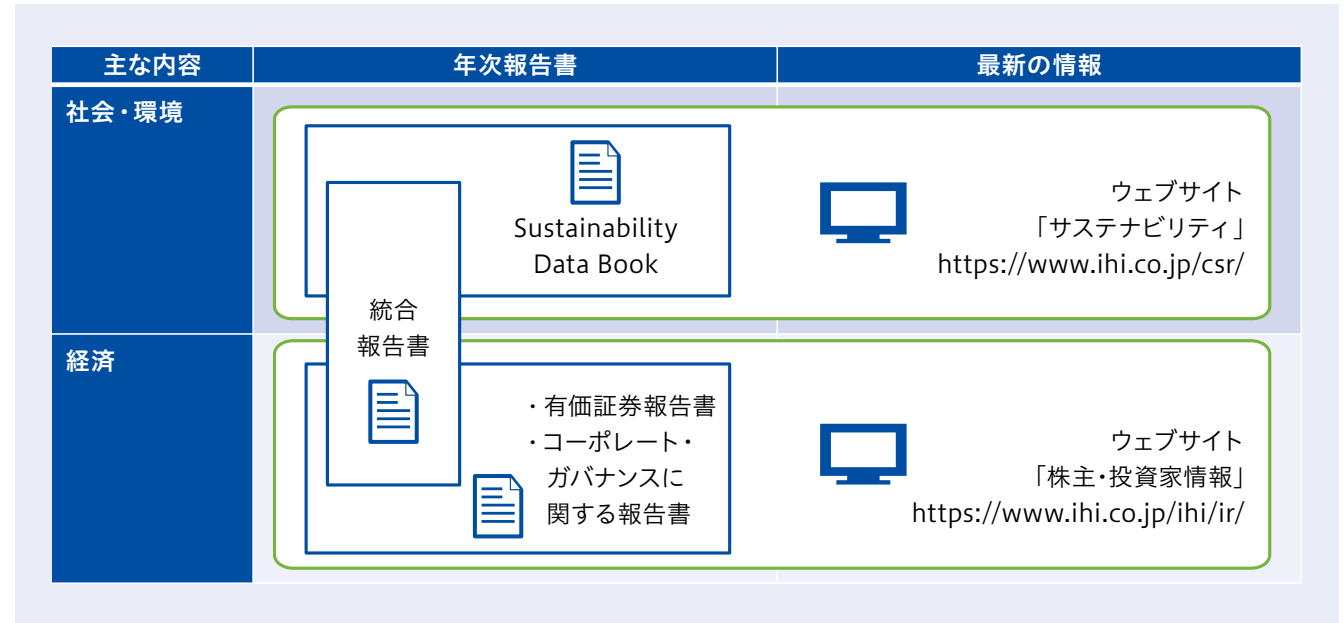 主な内容
年次報告書
最新の情報
社会・環境
Sustainability
Data Book
ウェブサイト
「サステナビリティ」
https://www.ihi.co.jp/csr/
統合
報告書
経済
・有価証券報告書
・コーポレート・
ガバナンスに
関する報告書
ウェブサイト
「株主・投資家情報」
https://www.ihi.co.jp/ihi/ir/